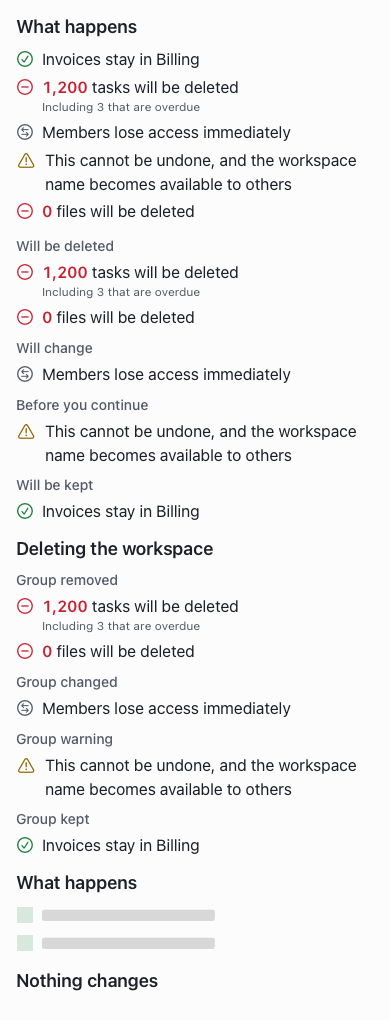 What happens
Invoices stay in Billing
1,200 tasks will be deleted
Including 3 that are overdue
Members lose access immediately
This cannot be undone, and the workspace
name becomes available to others
0 files will be deleted
Will be deleted
1,200 tasks will be deleted
Including 3 that are overdue
0 files will be deleted
Will change
Members lose access immediately
Before you continue
This cannot be undone, and the workspace
name becomes available to others
Will be kept
Invoices stay in Billing
Deleting the workspace
Group removed
1,200 tasks will be deleted
Including 3 that are overdue
0 files will be deleted
Group changed
Members lose access immediately
Group warning
This cannot be undone, and the workspace
name becomes available to others
Group kept
Invoices stay in Billing
What happens
Nothing changes